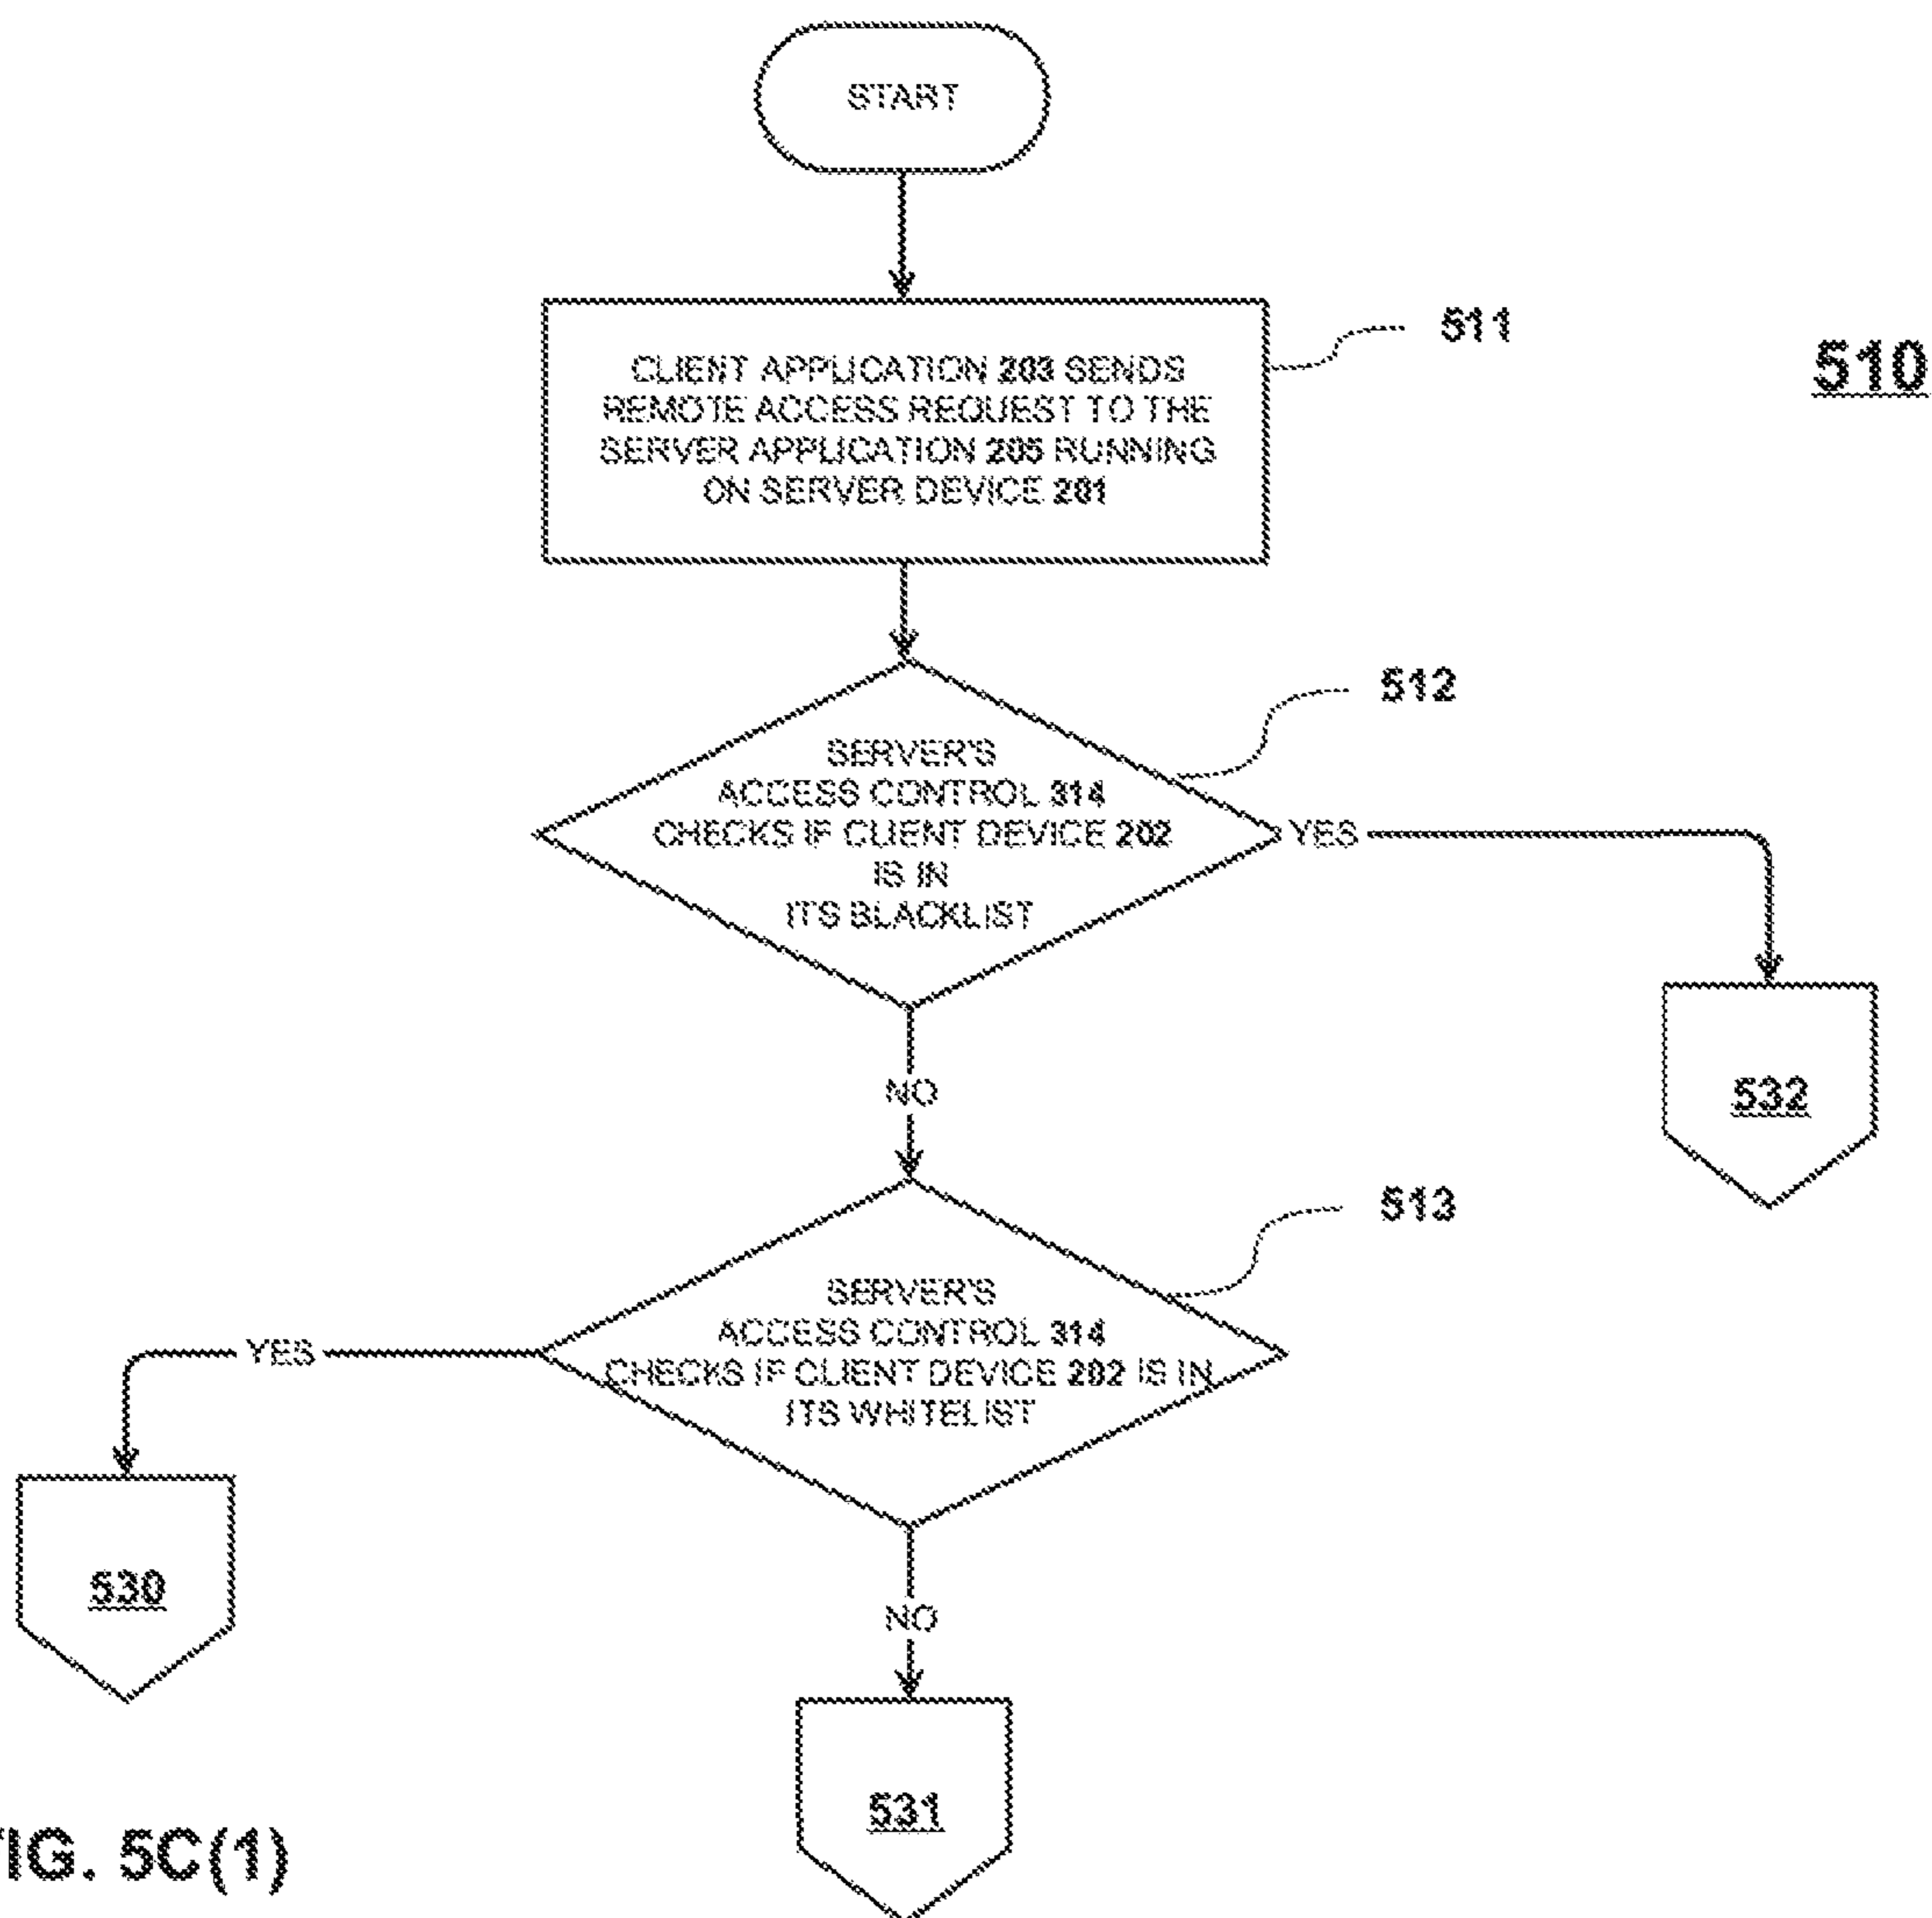 START
511
510
CLIENT APPLICATION 203 SENDS
REMOTE ACCESS REQUEST TO THE
SERVER APPLICATION 205 RUNNING
ON SERVER DEVICE 201
512
SERVER'S
ACCESS CONTROL 314
CHECKS IF CLIENT DEVICE 202
IS IN
ITS BLACKLIST
YES
532
NO
513
SERVER'S
ACCESS CONTROL 314
CHECKS IF CLIENT DEVICE 202 IS IN
ITS WHITELIST
YES
530
NO
531
IG. 5C(1)